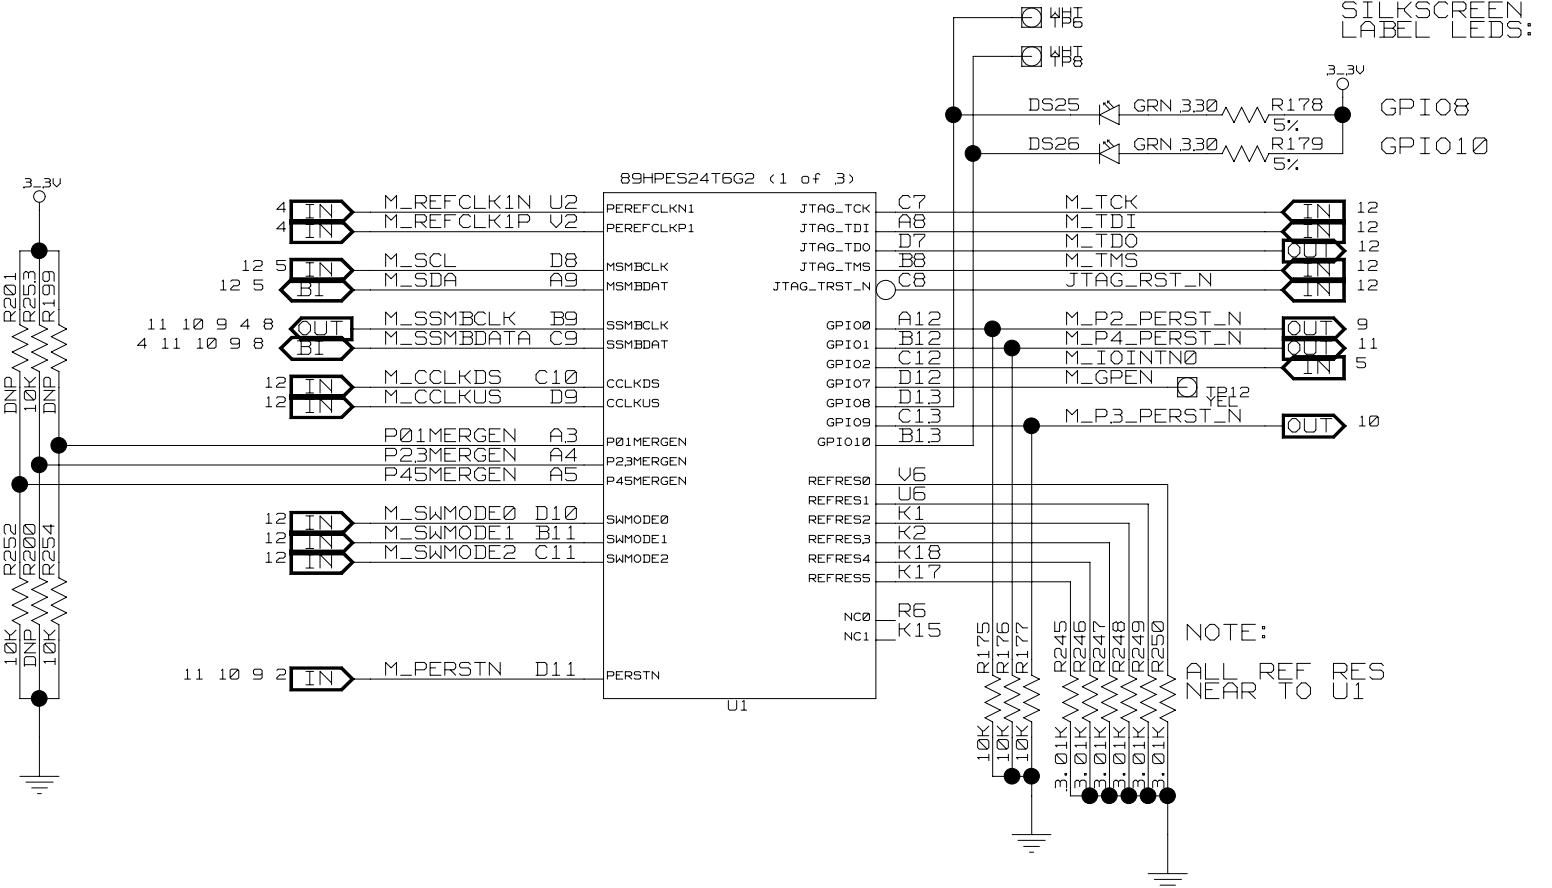 WHT
TP6
SILKSCREEN
LABEL LEDS:
WHT
TP8
3_3V
DS25 GRN 330 R178 GPIO8
5%
DS26 GRN 330 R179 GPIO10
5%
3_3V
89HPES24T6G2 (1 of 3)
4 IN M_REFCLK1N U2 PEREFCLKN1 JTAG_TCK C7 M_TCK IN 12
4 IN M_REFCLK1P V2 PEREFCLKP1 JTAG_TDI A8 M_TDI IN 12
JTAG_TDO D7 M_TDO OUT 12
12 5 IN M_SCL D8 MSMBCLK JTAG_TMS B8 M_TMS IN 12
12 5 BI M_SDA A9 MSMBDAT JTAG_TRST_N C8 JTAG_RST_N IN 12
11 10 9 4 8 OUT M_SSMBCLK B9 SSMBCLK GPIO0 A12 M_P2_PERST_N OUT 9
4 11 10 9 8 BI M_SSMBDATA C9 SSMBDAT GPIO1 B12 M_P4_PERST_N OUT 11
GPIO2 C12 M_IOINTN0 IN 5
12 IN M_CCLKDS C10 CCLKDS GPIO7 D12 M_GPEN TP12
YEL
12 IN M_CCLKUS D9 CCLKUS GPIO8 D13
GPIO9 C13 M_P3_PERST_N OUT 10
P01MERGEN A3 P01MERGEN GPIO10 B13
P23MERGEN A4 P23MERGEN
P45MERGEN A5 P45MERGEN REFRES0 V6
REFRES1 U6
12 IN M_SWMODE0 D10 SWMODE0 REFRES2 K1
12 IN M_SWMODE1 B11 SWMODE1 REFRES3 K2
12 IN M_SWMODE2 C11 SWMODE2 REFRES4 K18
REFRES5 K17
NC0 R6
NC1 K15
11 10 9 2 IN M_PERSTN D11 PERSTN
U1
R201 R253 R199
DNP 10K DNP
R252 R200 R254
10K DNP 10K
R175 R176 R177
10K 10K 10K
R245 R246 R247 R248 R249 R250
3.01K 3.01K 3.01K 3.01K 3.01K 3.01K
NOTE:
ALL REF RES
NEAR TO U1